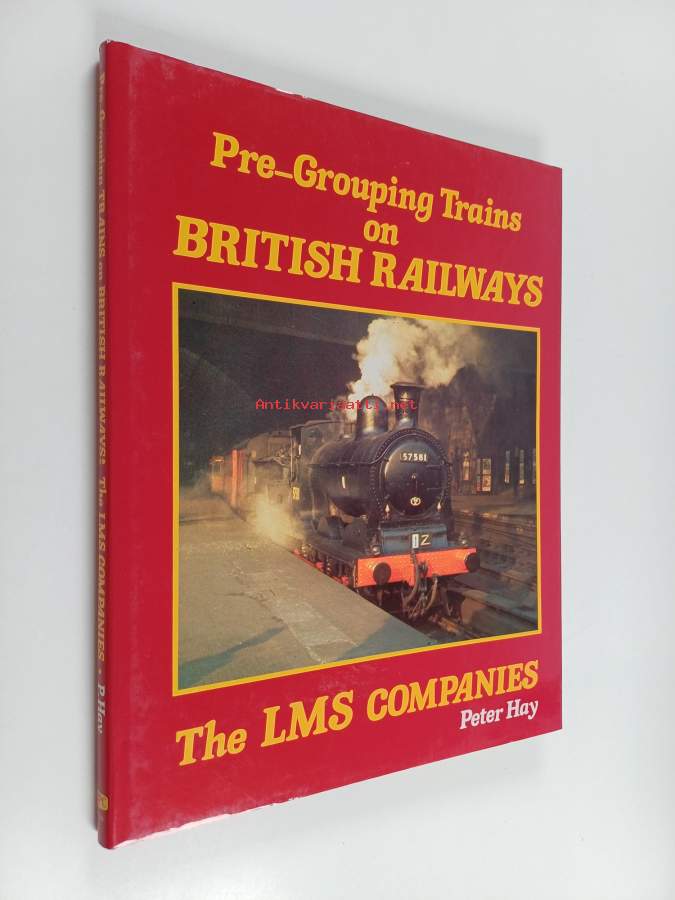 Pre-Grouping Trains
on
BRITISH RAILWAYS
Antikvariaatti.net
57581
12
The LMS COMPANIES
Peter Hay
Pre-Grouping TRAINS on BRITISH RAILWAYS: The LMS COMPANIES • P. Hay